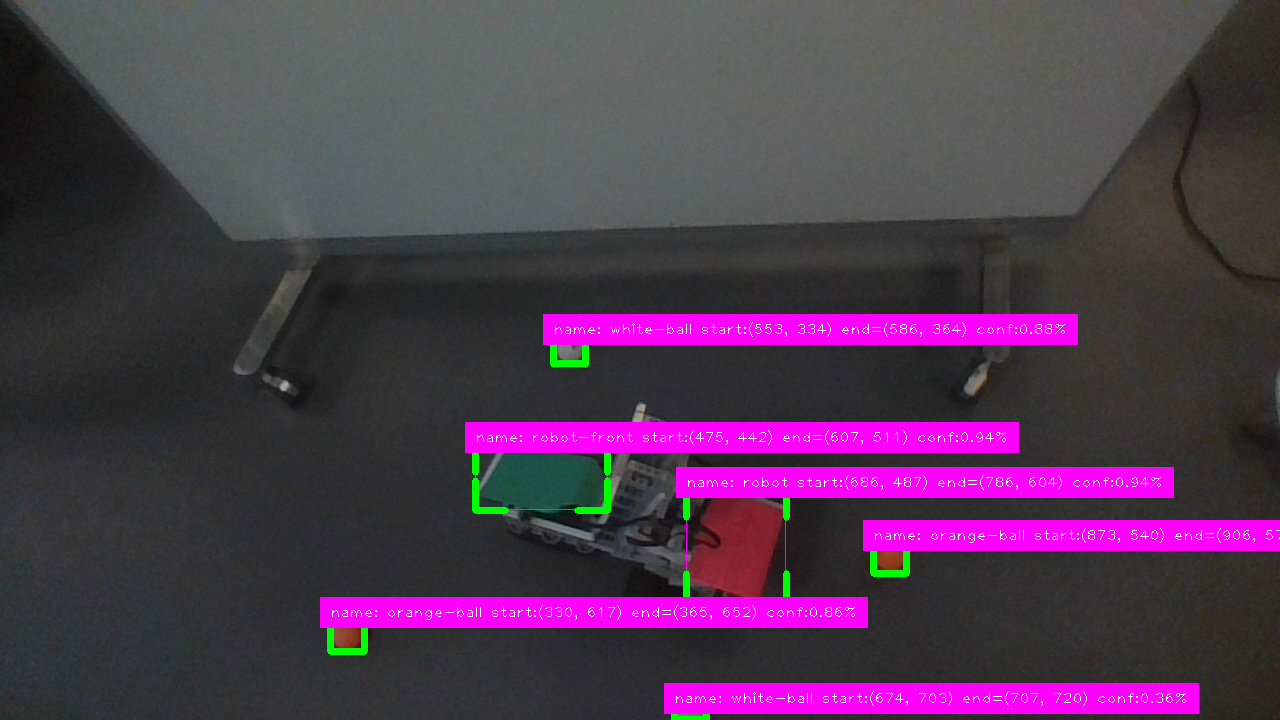 name: white-ball start:(553, 334) end=(586, 364) conf:0.88%
name: robot-front start:(475, 442) end=(607, 511) conf:0.94%
name: robot start:(686, 487) end=(786, 604) conf:0.94%
name: orange-ball start:(873, 540) end=(906, 57
name: orange-ball start:(330, 617) end=(365, 652) conf:0.86%
name: white-ball start:(674, 703) end=(707, 720) conf:0.36%